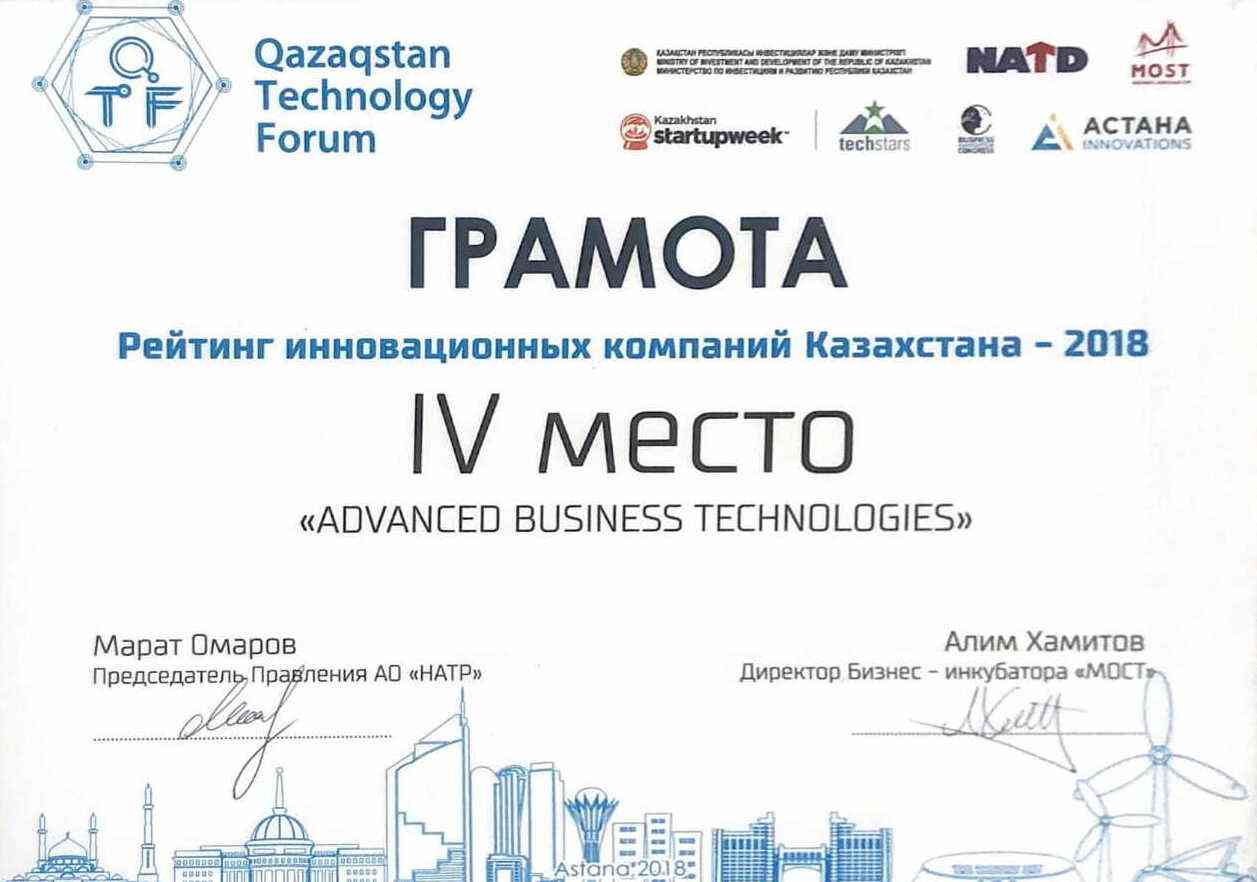 QTF
Qazaqstan
Technology
Forum
ҚАЗАҚСТАН РЕСПУБЛИКАСЫ ИНВЕСТИЦИЯЛАР ЖӘНЕ ДАМУ МИНИСТРЛІГІ
MINISTRY OF INVESTMENT AND DEVELOPMENT OF THE REPUBLIC OF KAZAKHSTAN
МИНИСТЕРСТВО ПО ИНВЕСТИЦИЯМ И РАЗВИТИЮ РЕСПУБЛИКИ КАЗАХСТАН
NATD
MOST
Kazakhstan
startupweek
techstars
BUSINESS
CONGRESS
АСТАНА
INNOVATIONS
ГРАМОТА
Рейтинг инновационных компаний Казахстана – 2018
IV место
«ADVANCED BUSINESS TECHNOLOGIES»
Марат Омаров
Председатель Правления АО «НАТР»
Алим Хамитов
Директор Бизнес – инкубатора «МОСТ»
Astana 2018